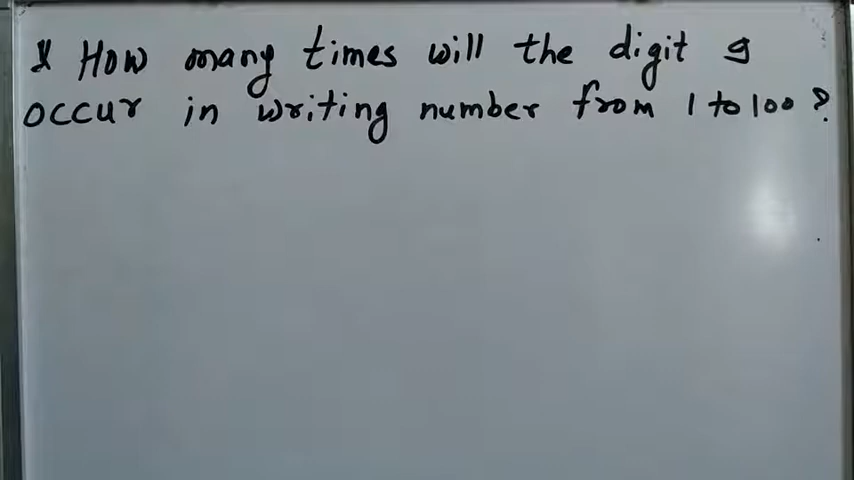 * How many times will the digit 9
occur in writing number from 1 to 100 ?